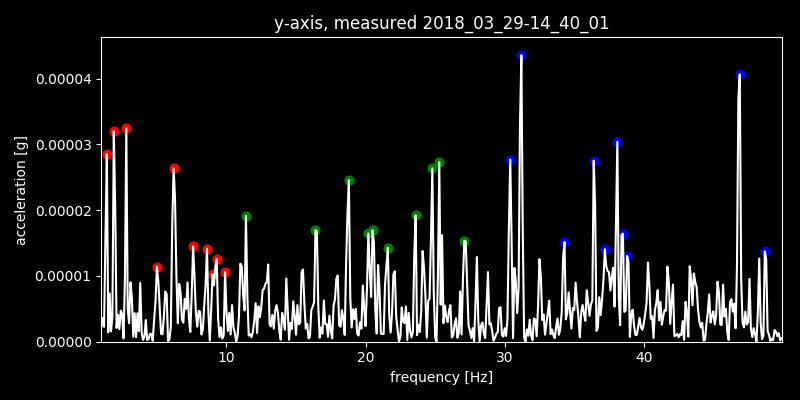 y-axis, measured 2018_03_29-14_40_01
acceleration [g]
0.00004
0.00003
0.00002
0.00001
0.00000
10 20 30 40
frequency [Hz]